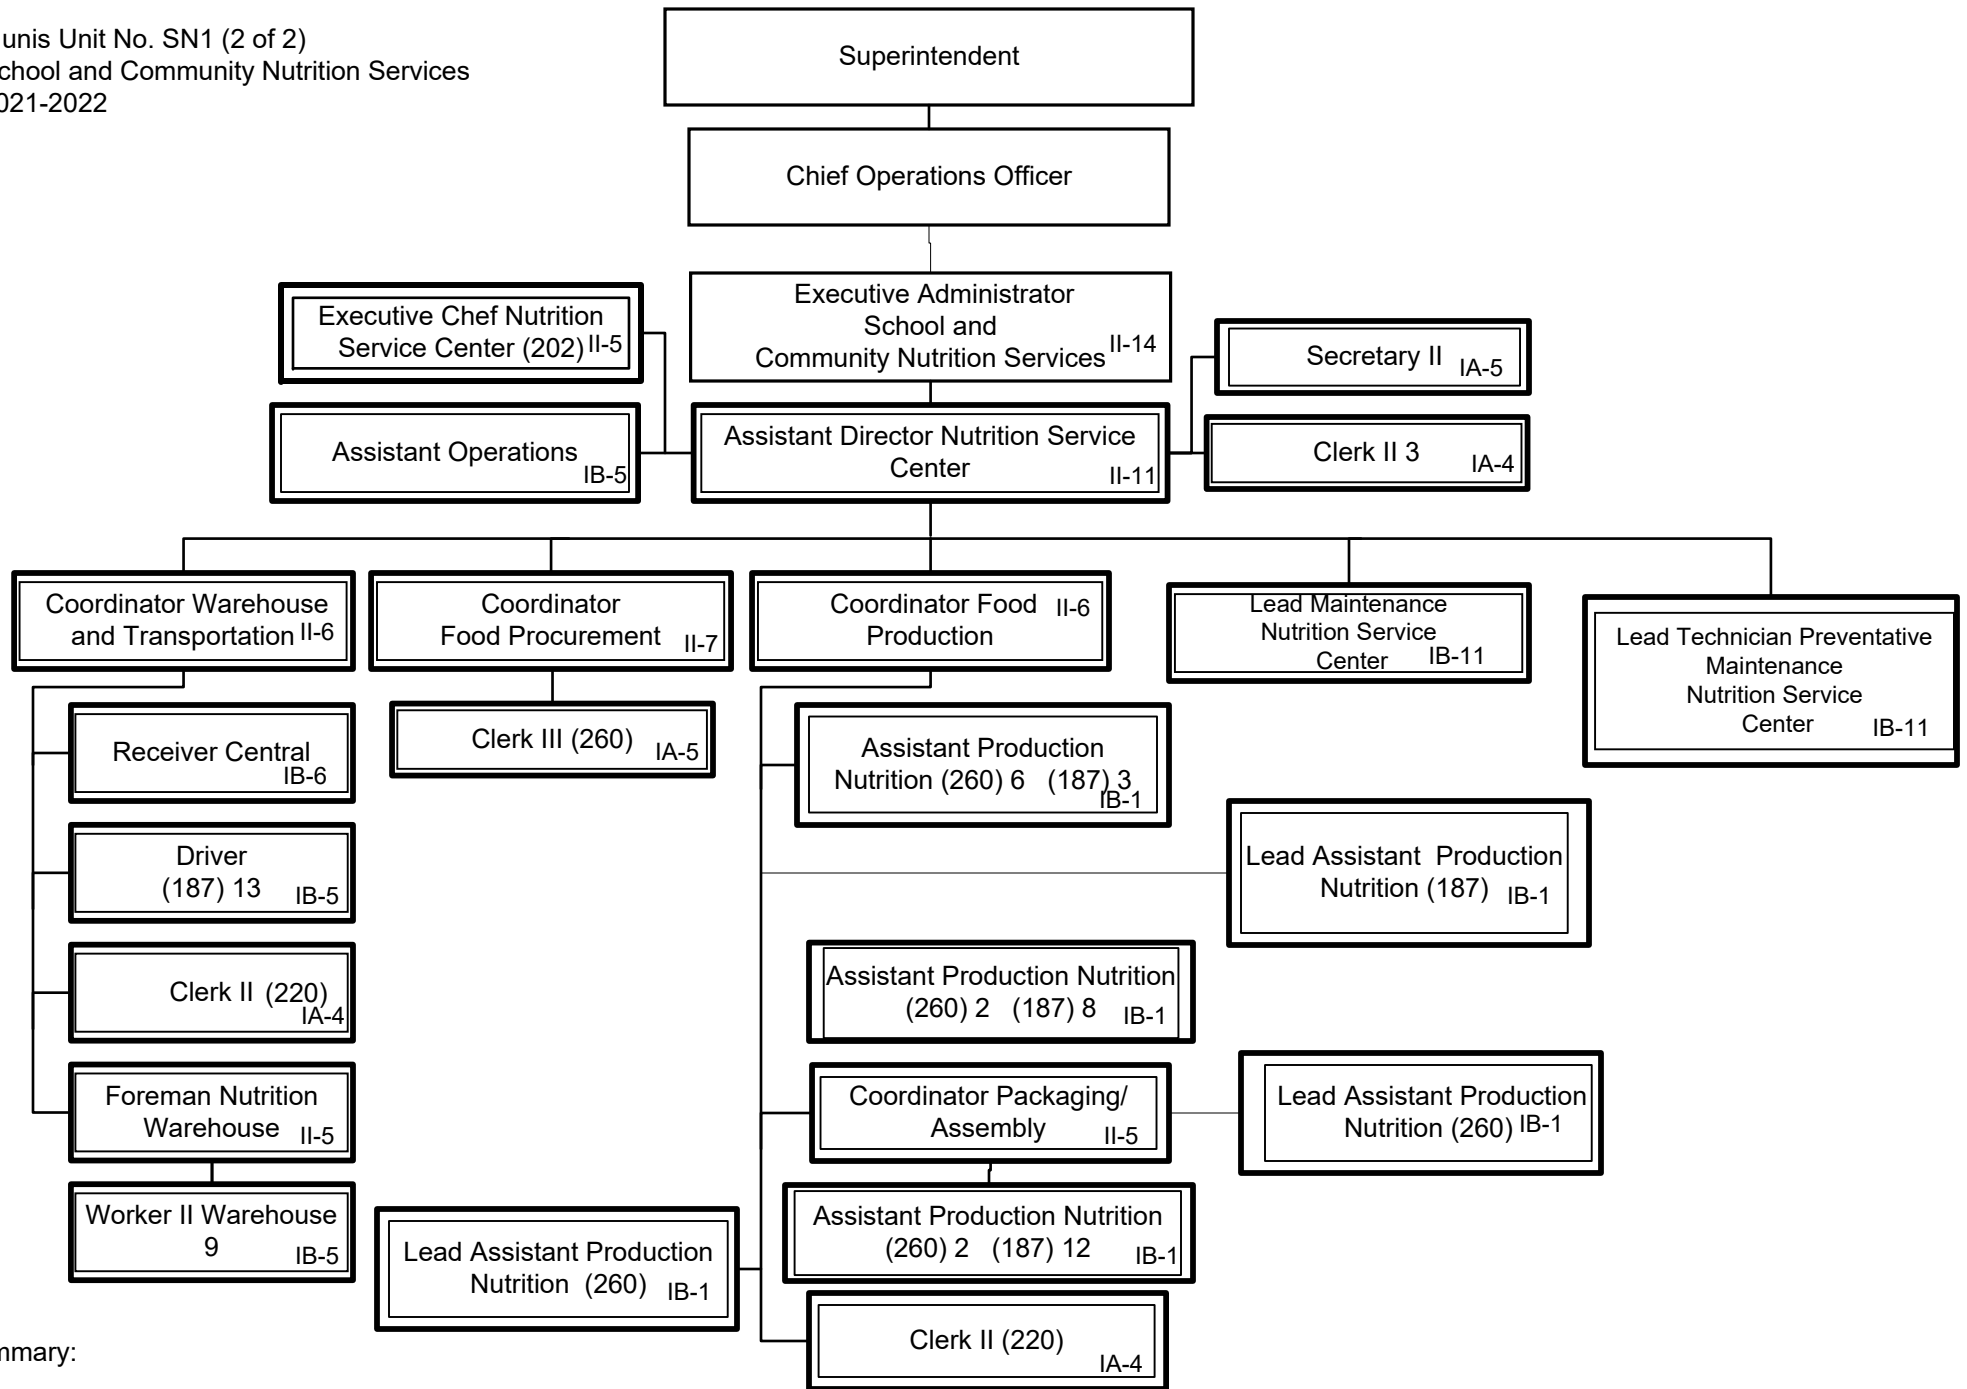 unis Unit No. SN1 (2 of 2)
chool and Community Nutrition Services
021-2022
Superintendent
Chief Operations Officer
Executive Administrator
School and
Community Nutrition Services II-14
Executive Chef Nutrition
Service Center (202) II-5
Secretary II IA-5
Assistant Operations
IB-5
Assistant Director Nutrition Service
Center II-11
Clerk II 3 IA-4
Coordinator Warehouse
and Transportation II-6
Coordinator
Food Procurement II-7
Coordinator Food II-6
Production
Lead Maintenance
Nutrition Service
Center IB-11
Lead Technician Preventative
Maintenance
Nutrition Service
Center IB-11
Receiver Central
IB-6
Clerk III (260) IA-5
Assistant Production
Nutrition (260) 6 (187) 3
IB-1
Driver
(187) 13 IB-5
Lead Assistant Production
Nutrition (187) IB-1
Clerk II (220)
IA-4
Assistant Production Nutrition
(260) 2 (187) 8 IB-1
Foreman Nutrition
Warehouse II-5
Coordinator Packaging/
Assembly II-5
Lead Assistant Production
Nutrition (260) IB-1
Worker II Warehouse
9 IB-5
Lead Assistant Production
Nutrition (260) IB-1
Assistant Production Nutrition
(260) 2 (187) 12 IB-1
Clerk II (220)
IA-4
mmary: